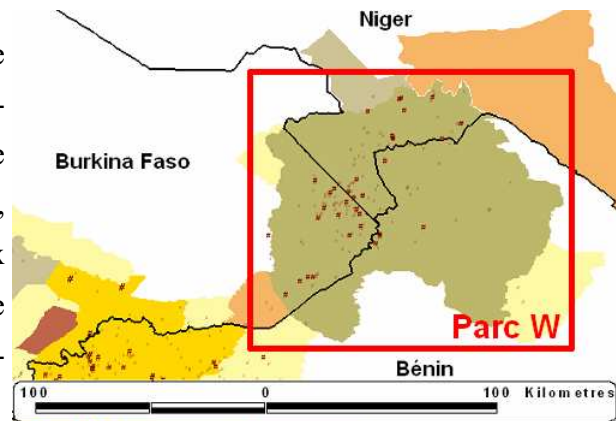 Niger
e
-
Burkina Faso
e
,
k
e
Parc W
-
Bénin
100 0 100 Kilometres